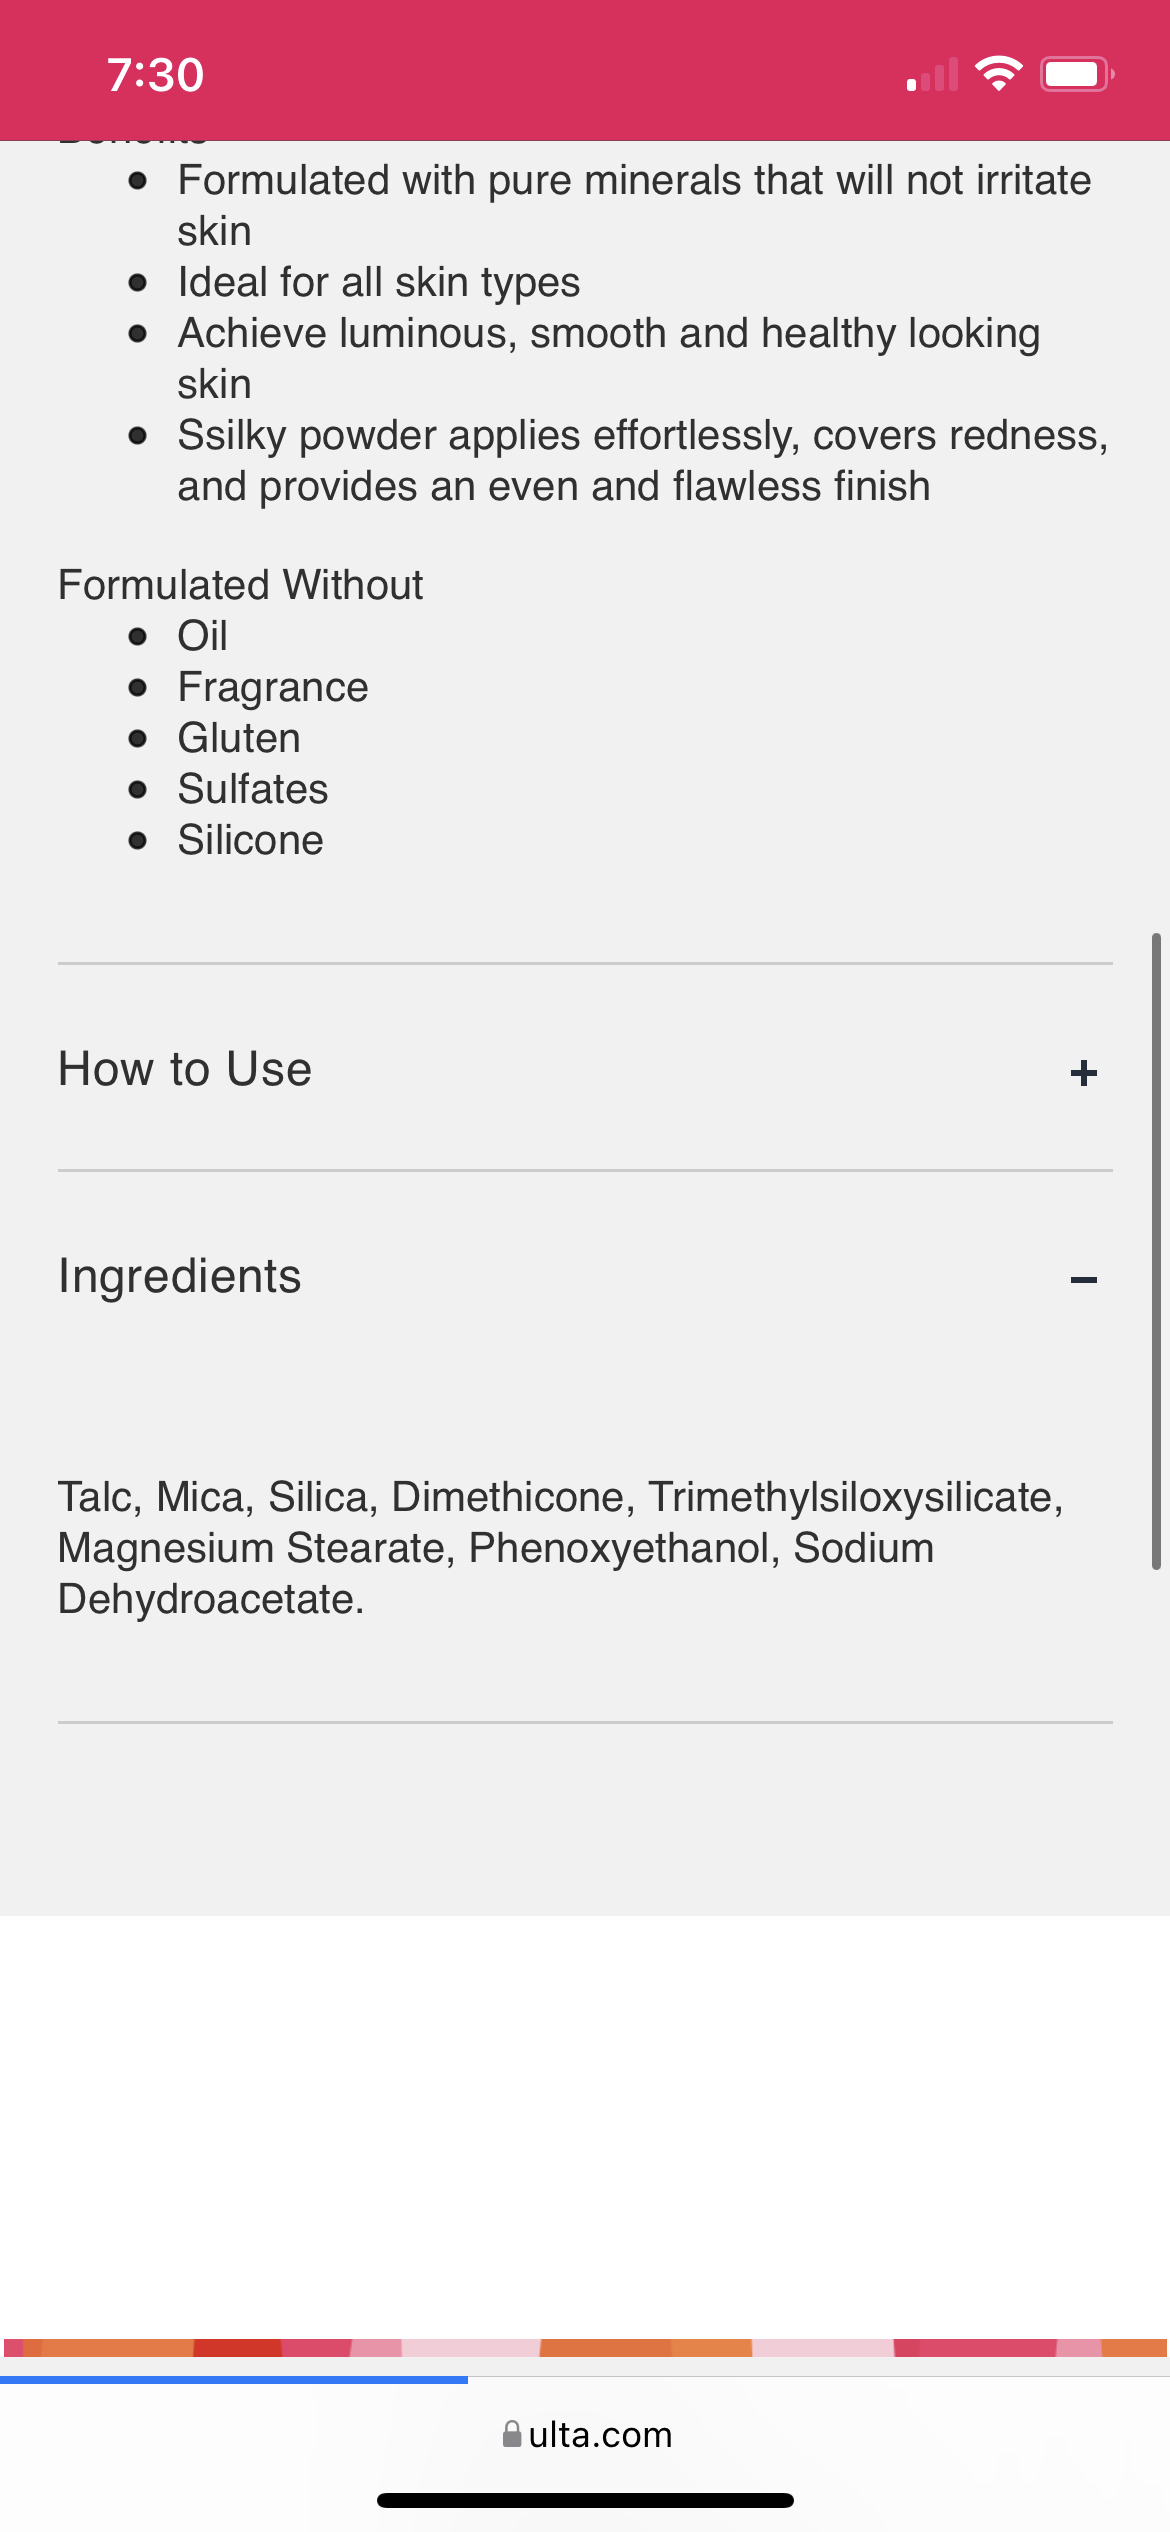 7:30
Formulated with pure minerals that will not irritate
skin
Ideal for all skin types
Achieve luminous, smooth and healthy looking
skin
Ssilky powder applies effortlessly, covers redness,
and provides an even and flawless finish
Formulated Without
Oil
Fragrance
Gluten
Sulfates
Silicone
How to Use
Ingredients
Talc, Mica, Silica, Dimethicone, Trimethylsiloxysilicate,
Magnesium Stearate, Phenoxyethanol, Sodium
Dehydroacetate.
ulta.com